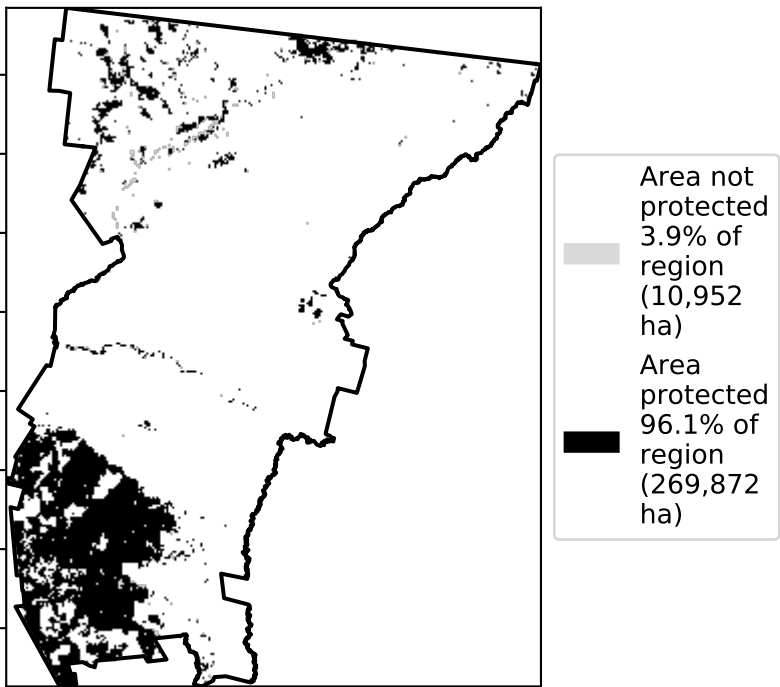 Area not
protected
3.9% of
region
(10,952
ha)
Area
protected
96.1% of
region
(269,872
ha)